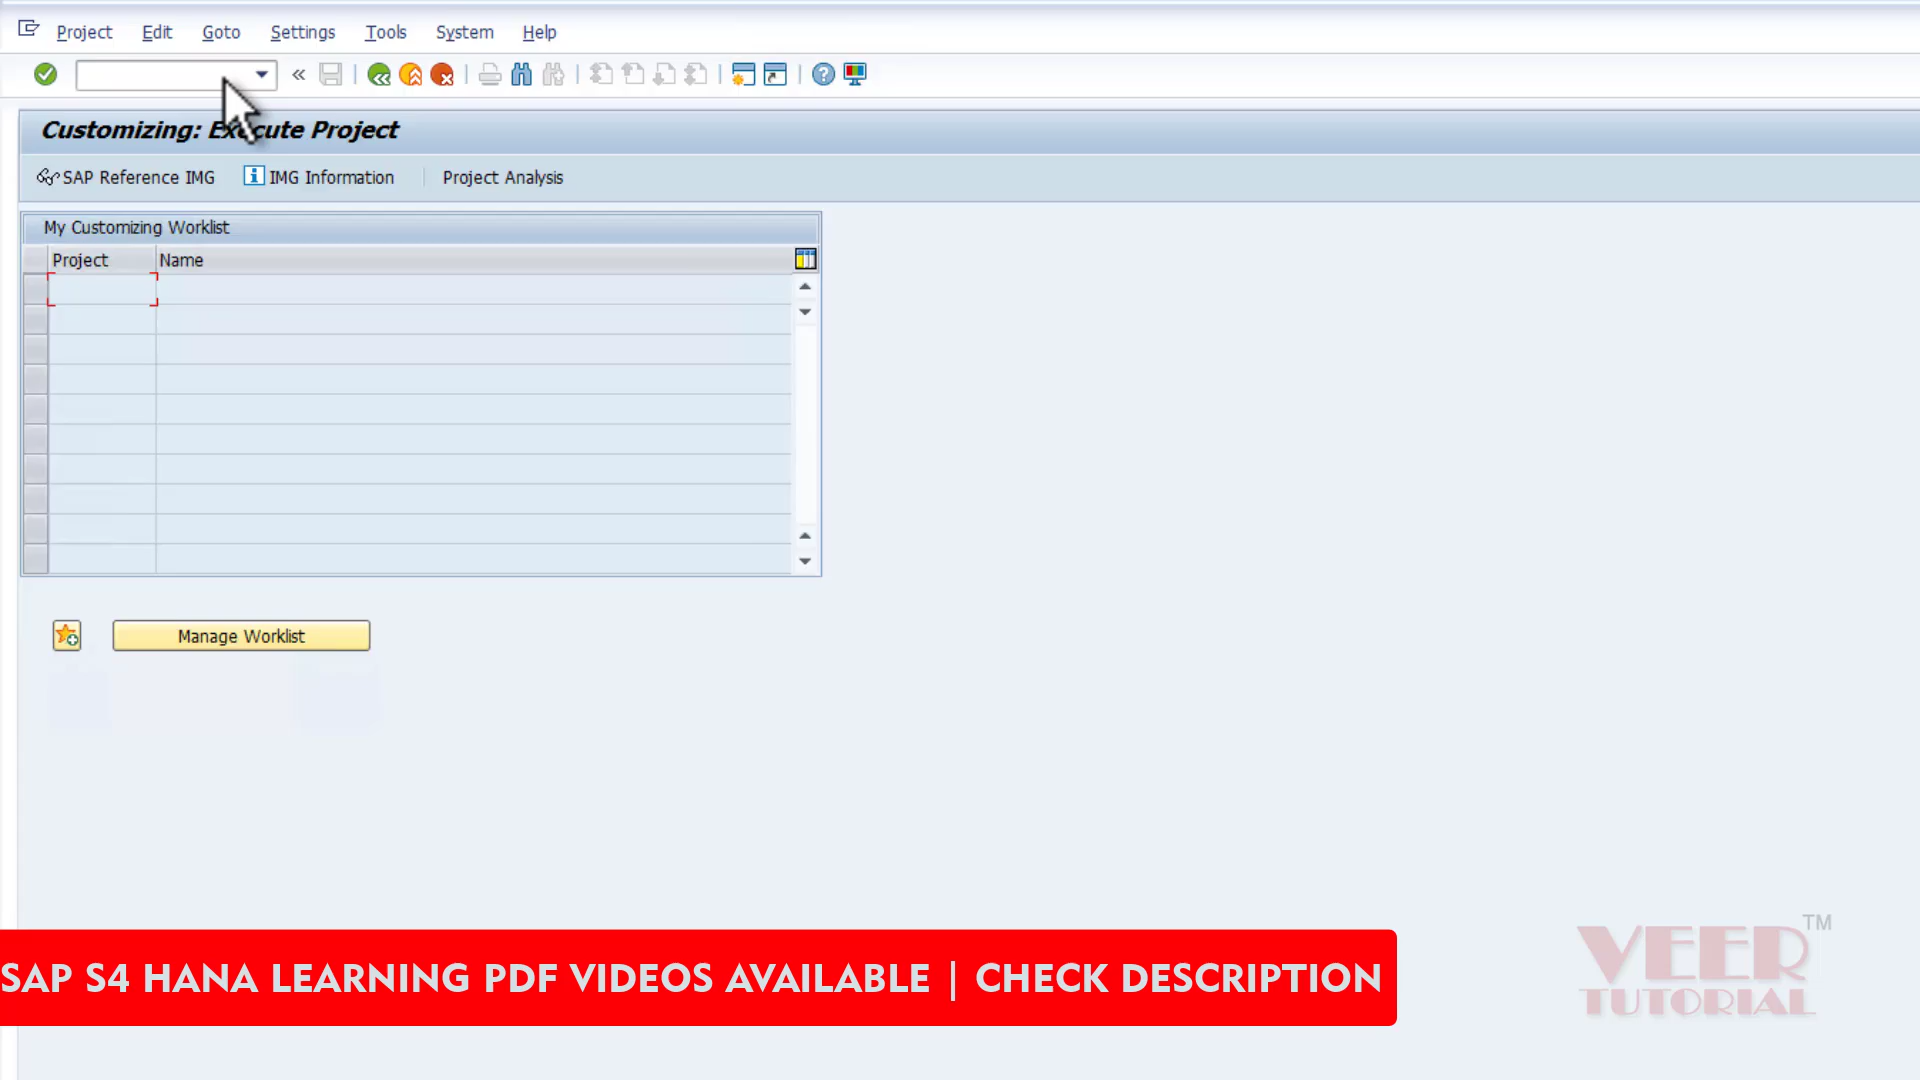 Project Edit Goto Settings Tools System Help
Customizing: Execute Project
SAP Reference IMG IMG Information Project Analysis
My Customizing Worklist
Project Name
Manage Worklist
SAP S4 HANA LEARNING PDF VIDEOS AVAILABLE | CHECK DESCRIPTION
VEER TM
TUTORIAL